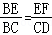 BE/BC = EF/CD